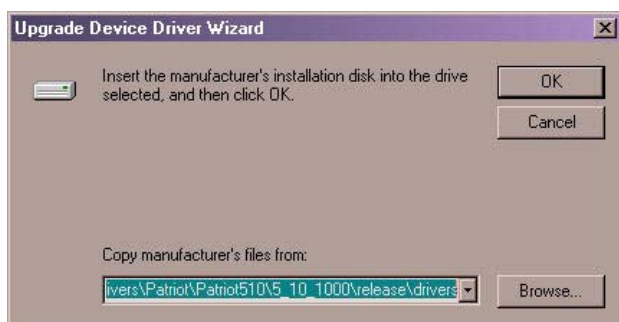 Upgrade Device Driver Wizard
Insert the manufacturer's installation disk into the drive
selected, and then click OK.
OK
Cancel
Copy manufacturer's files from:
ivers\Patriot\Patriot510\5_10_1000\release\drivers
Browse...